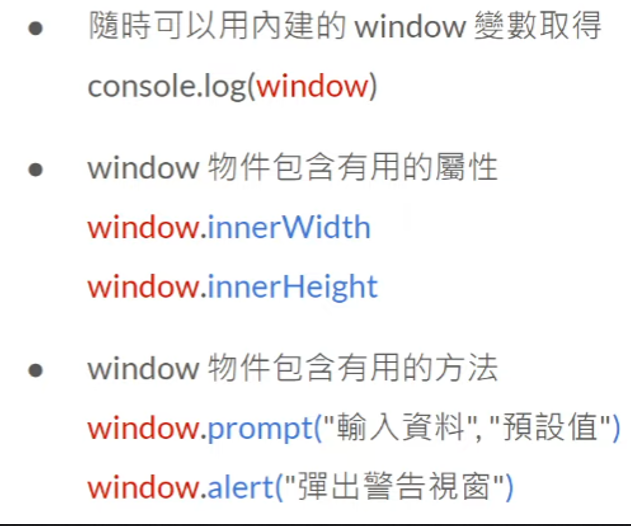 ● 隨時可以用內建的 window 變數取得
console.log(window)
● window 物件包含有用的屬性
window.innerWidth
window.innerHeight
● window 物件包含有用的方法
window.prompt("輸入資料", "預設值")
window.alert("彈出警告視窗")